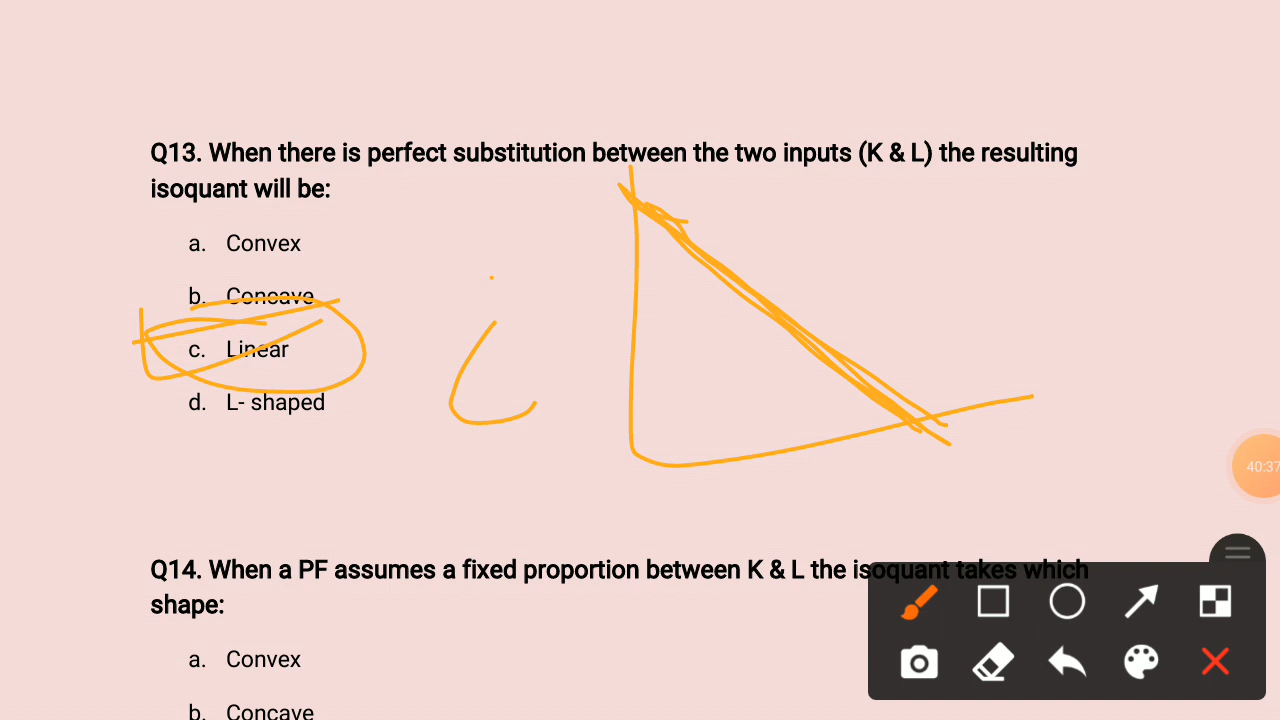 Q13. When there is perfect substitution between the two inputs (K & L) the resulting
isoquant will be:
a. Convex
b. Concave
c. Linear
d. L- shaped
40:37
Q14. When a PF assumes a fixed proportion between K & L the isoquant takes which
shape:
a. Convex
b. Concave